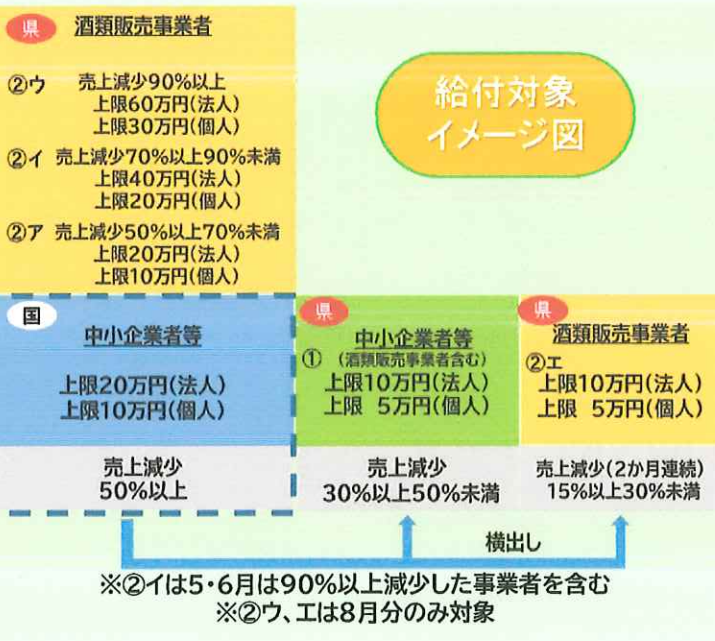 県 酒類販売事業者
②ウ 売上減少90%以上
上限60万円(法人)
上限30万円(個人)
②イ 売上減少70%以上90%未満
上限40万円(法人)
上限20万円(個人)
②ア 売上減少50%以上70%未満
上限20万円(法人)
上限10万円(個人)
給付対象
イメージ図
国
中小企業者等
上限20万円(法人)
上限10万円(個人)
売上減少
50%以上
県
中小企業者等
① (酒類販売事業者含む)
上限10万円(法人)
上限 5万円(個人)
売上減少
30%以上50%未満
県
酒類販売事業者
②エ
上限10万円(法人)
上限 5万円(個人)
売上減少(2か月連続)
15%以上30%未満
横出し
※②イは5・6月は90%以上減少した事業者を含む
※②ウ、エは8月分のみ対象